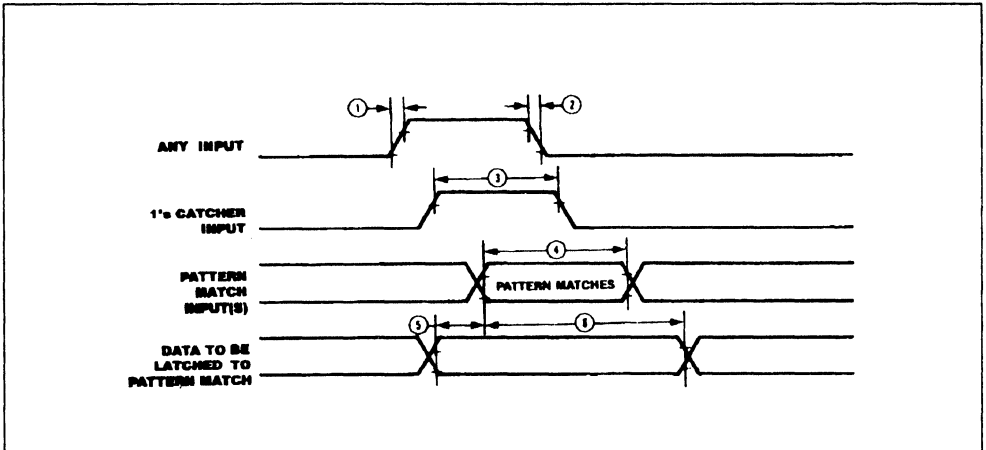 ① ②
ANY INPUT
③
1's CATCHER
INPUT
④
PATTERN
MATCH
INPUT(S)
PATTERN MATCHES
⑤ ⑥
DATA TO BE
LATCHED TO
PATTERN MATCH